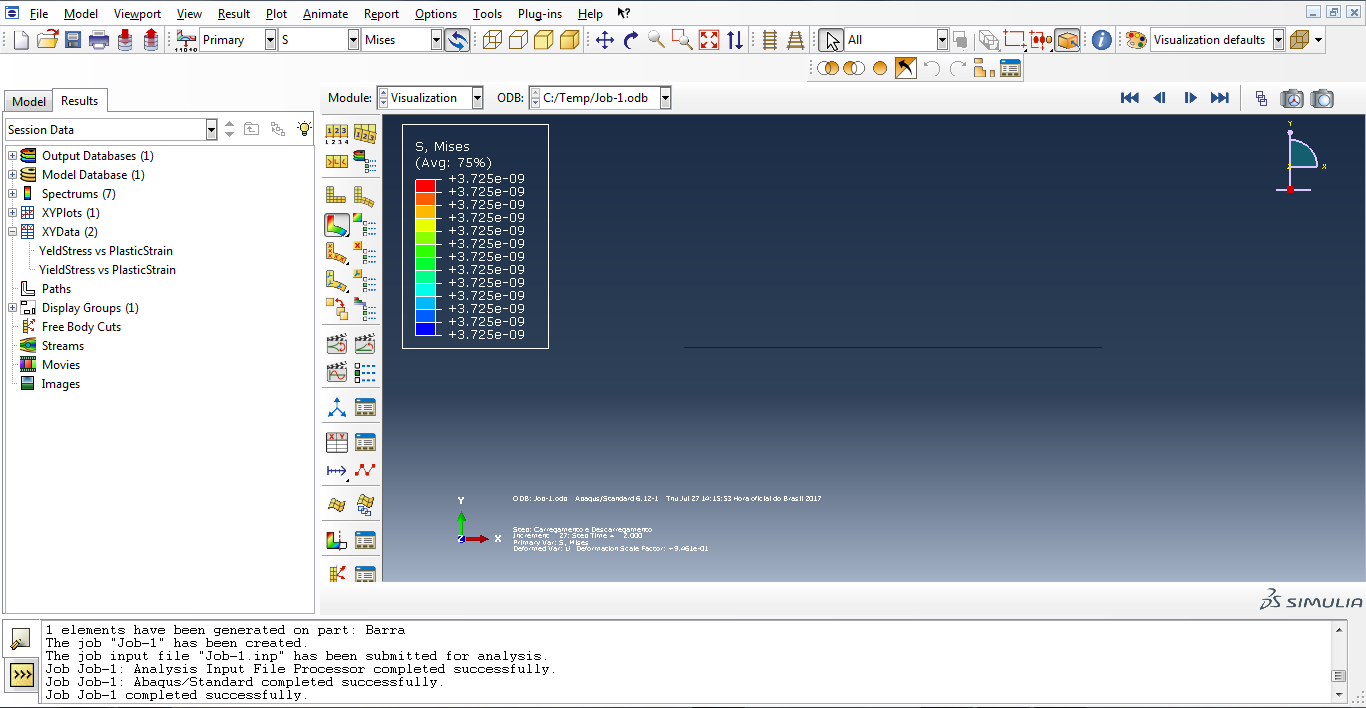 File Model Viewport View Result Plot Animate Report Options Tools Plug-ins Help
Primary S Mises All Visualization defaults
Model Results Module: Visualization ODB: C:/Temp/Job-1.odb
Session Data
Output Databases (1)
Model Database (1)
Spectrums (7)
XYPlots (1)
XYData (2)
YeldStress vs PlasticStrain
YieldStress vs PlasticStrain
Paths
Display Groups (1)
Free Body Cuts
Streams
Movies
Images
S, Mises
(Avg: 75%)
+3.725e-09
+3.725e-09
+3.725e-09
+3.725e-09
+3.725e-09
+3.725e-09
+3.725e-09
+3.725e-09
+3.725e-09
+3.725e-09
+3.725e-09
+3.725e-09
+3.725e-09
Y
X
Y
X
Z
ODB: Job-1.odb Abaqus/Standard 6.12-1 Thu Jul 27 14:15:53 Hora oficial do Brasil 2017
Step: Carregamento e Descarregamento
Increment 27: Step Time = 2.000
Primary Var: S, Mises
Deformed Var: U Deformation Scale Factor: +9.461e-01
SIMULIA
1 elements have been generated on part: Barra
The job "Job-1" has been created.
The job input file "Job-1.inp" has been submitted for analysis.
Job Job-1: Analysis Input File Processor completed successfully.
Job Job-1: Abaqus/Standard completed successfully.
Job Job-1 completed successfully.